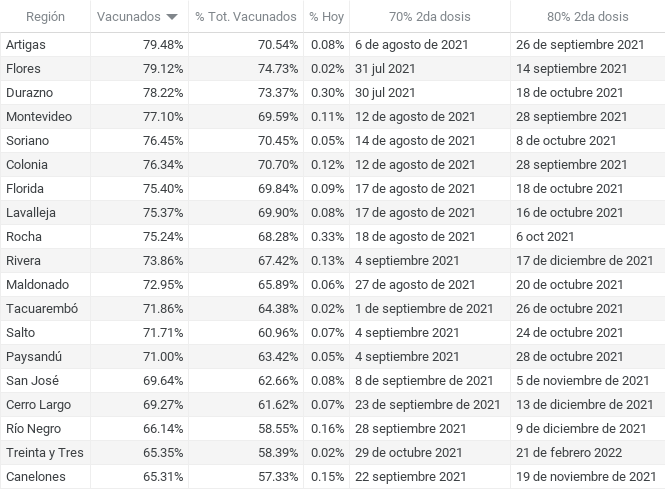 Región Vacunados % Tot. Vacunados % Hoy 70% 2da dosis 80% 2da dosis
Artigas 79.48% 70.54% 0.08% 6 de agosto de 2021 26 de septiembre 2021
Flores 79.12% 74.73% 0.02% 31 jul 2021 14 septiembre 2021
Durazno 78.22% 73.37% 0.30% 30 jul 2021 18 de octubre 2021
Montevideo 77.10% 69.59% 0.11% 12 de agosto de 2021 28 septiembre 2021
Soriano 76.45% 70.45% 0.05% 14 de agosto de 2021 8 de octubre 2021
Colonia 76.34% 70.70% 0.12% 12 de agosto de 2021 28 septiembre 2021
Florida 75.40% 69.84% 0.09% 17 de agosto de 2021 18 de octubre 2021
Lavalleja 75.37% 69.90% 0.08% 17 de agosto de 2021 16 de octubre 2021
Rocha 75.24% 68.28% 0.33% 18 de agosto de 2021 6 oct 2021
Rivera 73.86% 67.42% 0.13% 4 septiembre 2021 17 de diciembre de 2021
Maldonado 72.95% 65.89% 0.06% 27 de agosto de 2021 20 de octubre 2021
Tacuarembó 71.86% 64.38% 0.02% 1 de septiembre de 2021 26 de octubre 2021
Salto 71.71% 60.96% 0.07% 4 septiembre 2021 24 de octubre 2021
Paysandú 71.00% 63.42% 0.05% 4 septiembre 2021 28 de octubre 2021
San José 69.64% 62.66% 0.08% 8 de septiembre de 2021 5 de noviembre de 2021
Cerro Largo 69.27% 61.62% 0.07% 23 de septiembre de 2021 13 de diciembre de 2021
Río Negro 66.14% 58.55% 0.16% 28 septiembre 2021 9 de diciembre de 2021
Treinta y Tres 65.35% 58.39% 0.02% 29 de octubre 2021 21 de febrero 2022
Canelones 65.31% 57.33% 0.15% 22 septiembre 2021 19 de noviembre de 2021